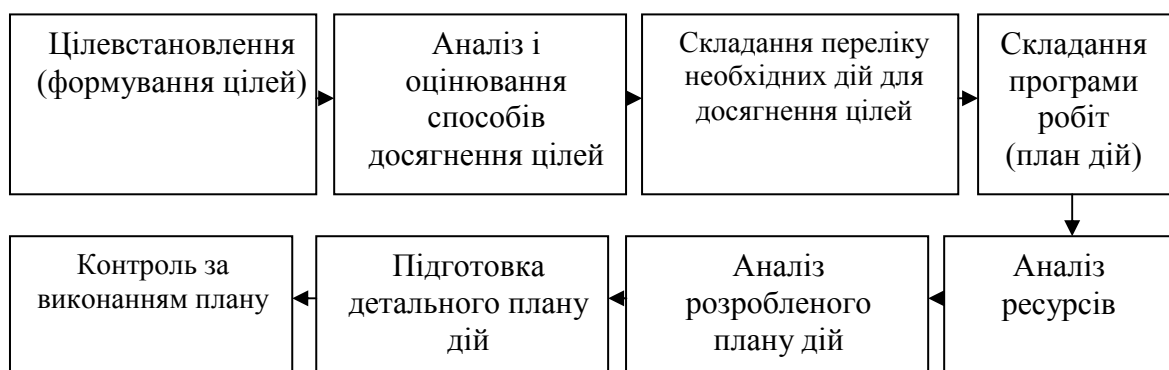 Цілевстановлення
(формування цілей)
Аналіз і
оцінювання
способів
досягнення цілей
Складання переліку
необхідних дій для
досягнення цілей
Складання
програми
робіт
(план дій)
Аналіз
ресурсів
Аналіз
розробленого
плану дій
Підготовка
детального плану
дій
Контроль за
виконанням плану